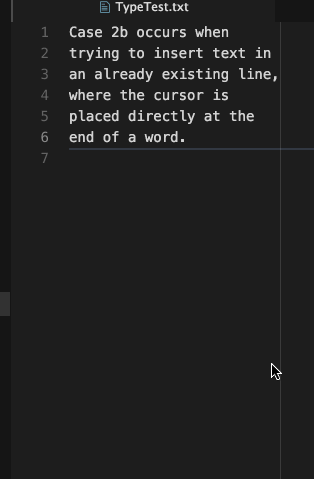 TypeTest.txt
1 Case 2b occurs when
2 trying to insert text in
3 an already existing line,
4 where the cursor is
5 placed directly at the
6 end of a word.
7